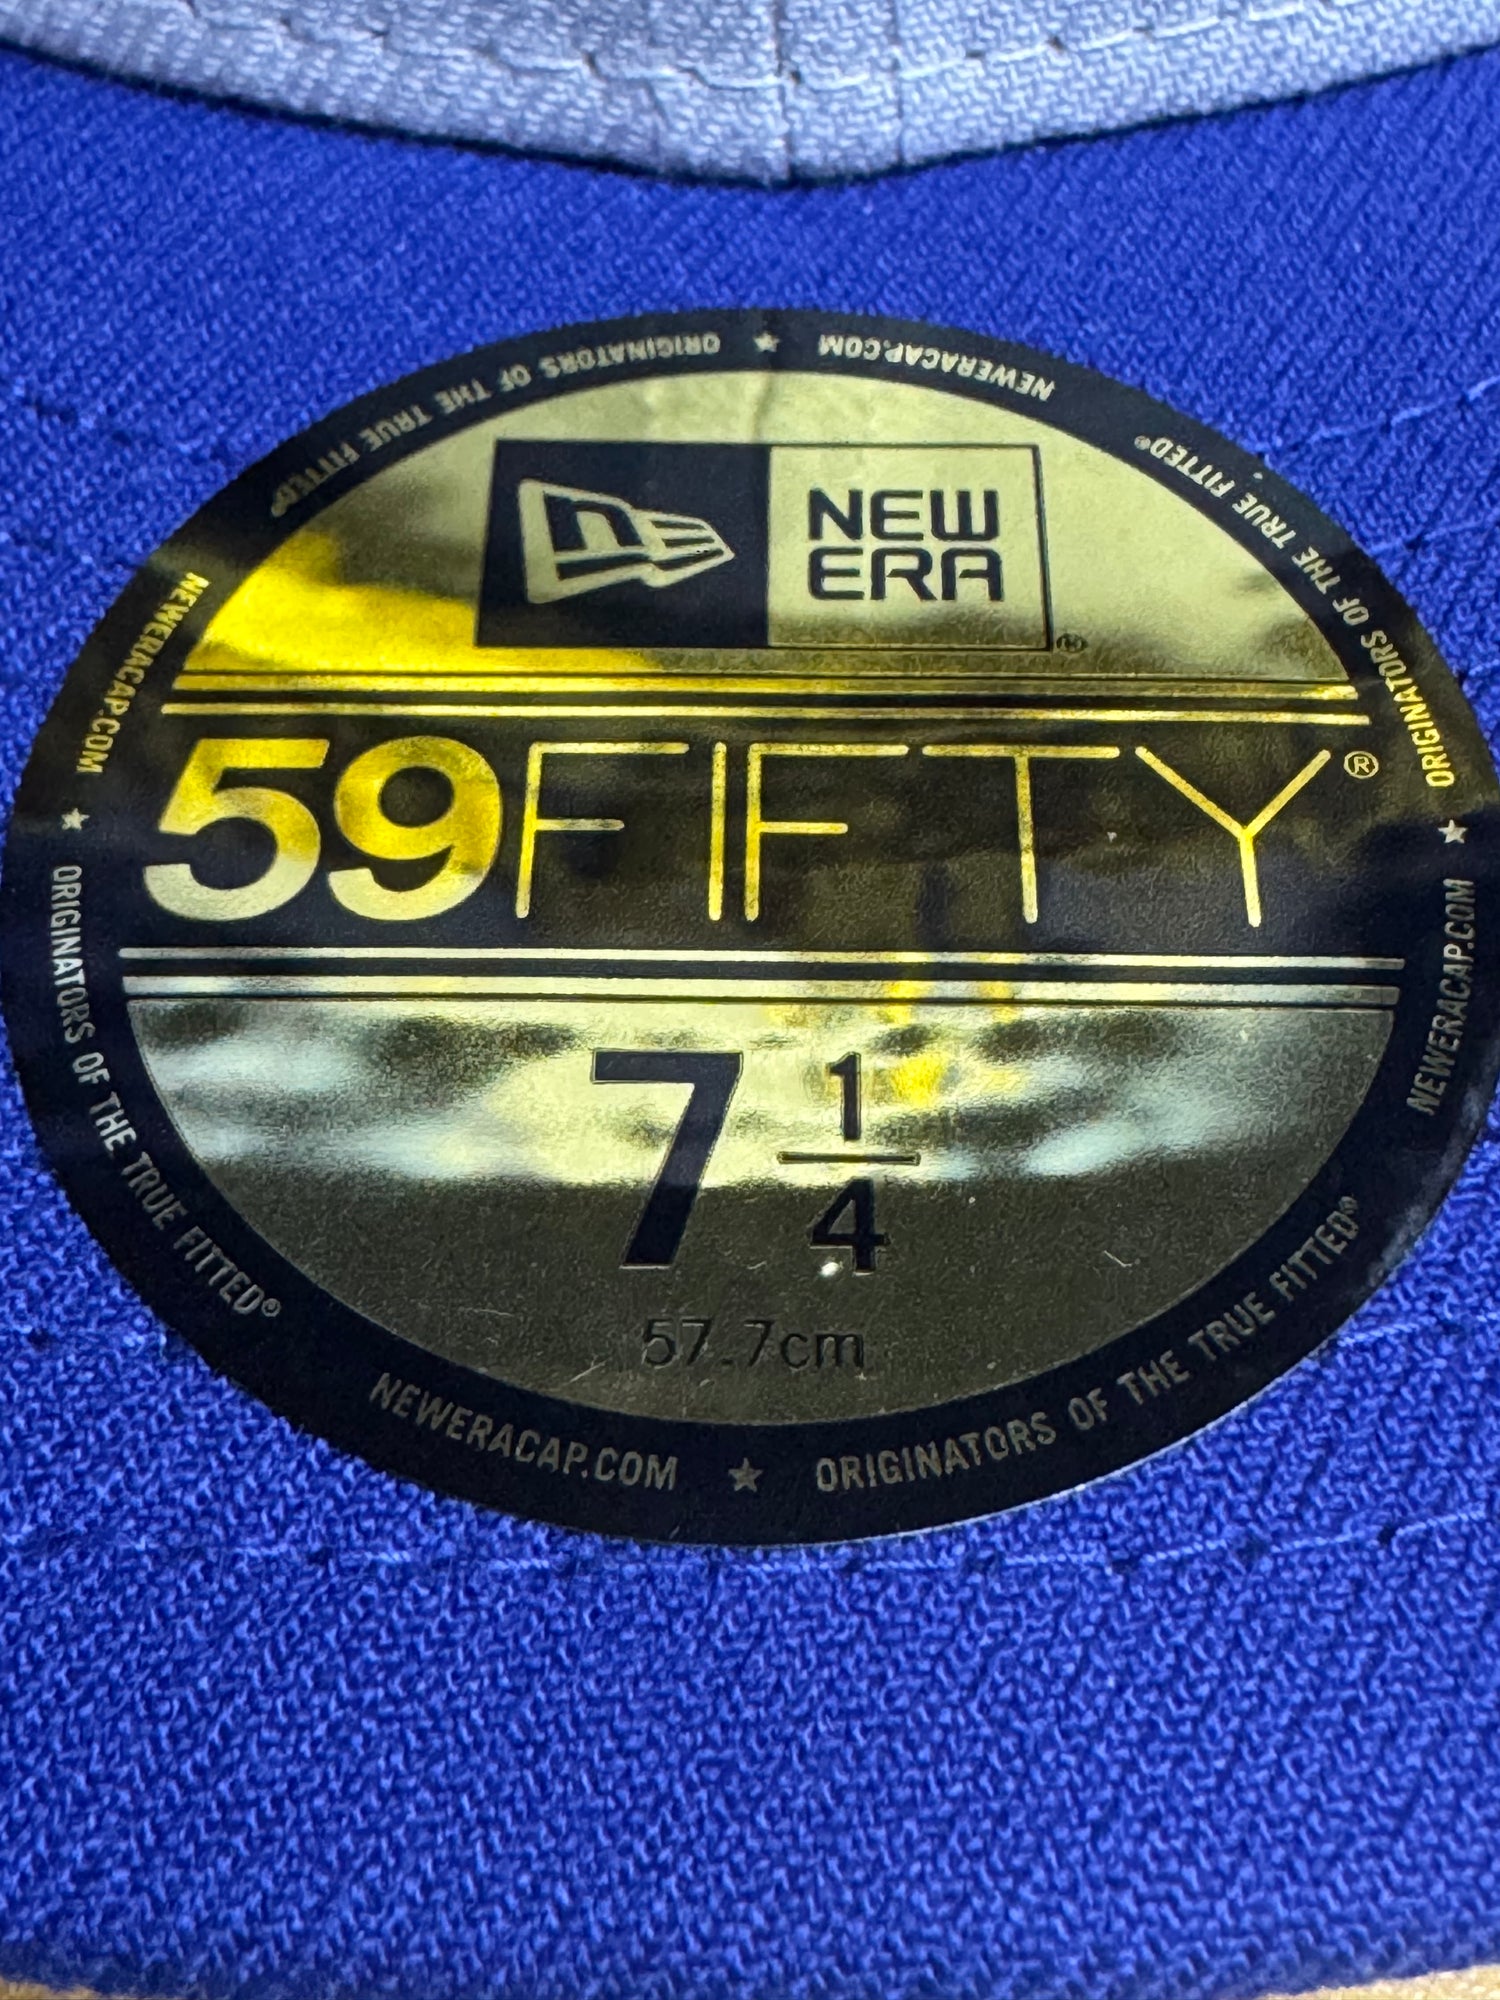 NEW
ERA®
59FIFTY®
7 1/4
57.7cm
NEWERACAP.COM ★ ORIGINATORS OF THE TRUE FITTED®
NEWERACAP.COM ★ ORIGINATORS OF THE TRUE FITTED®
NEWERACAP.COM ★ ORIGINATORS OF THE TRUE FITTED®
NEWERACAP.COM ★ ORIGINATORS OF THE TRUE FITTED®